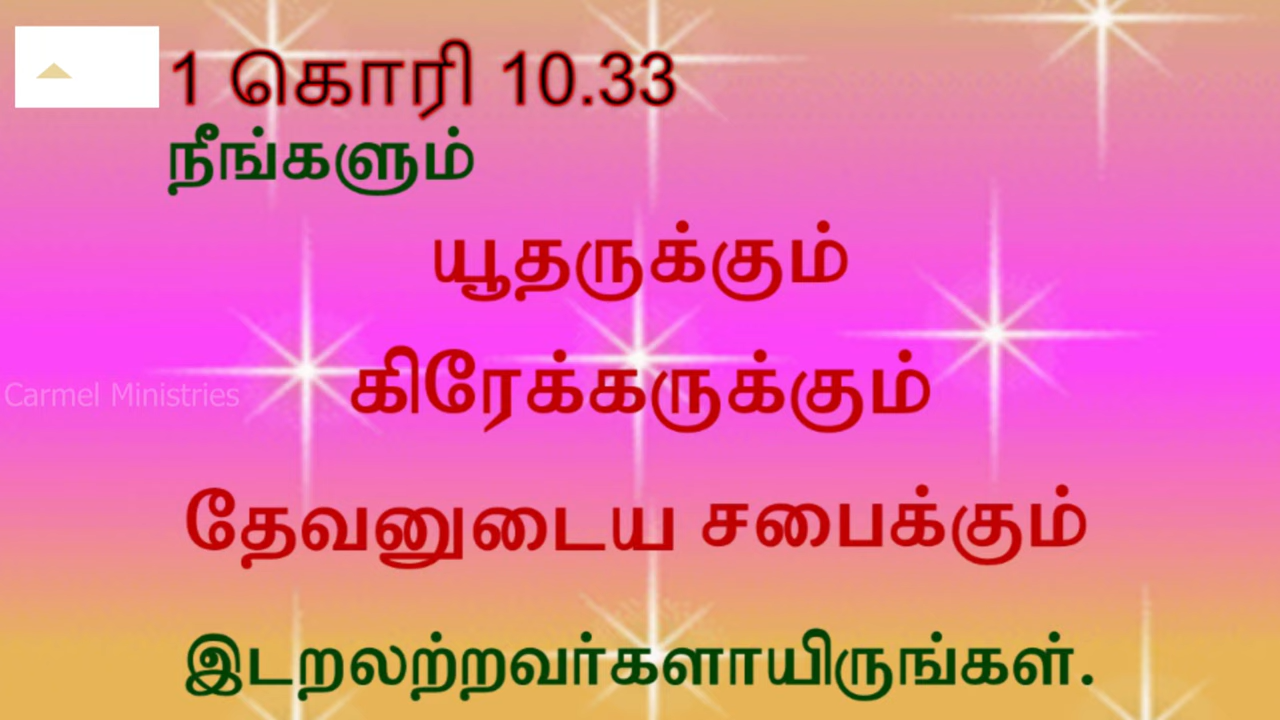 1 கொரி 10.33
நீங்களும்
யூதருக்கும்
கிரேக்கருக்கும்
Carmel Ministries
தேவனுடைய சபைக்கும்
இடறலற்றவர்களாயிருங்கள்.